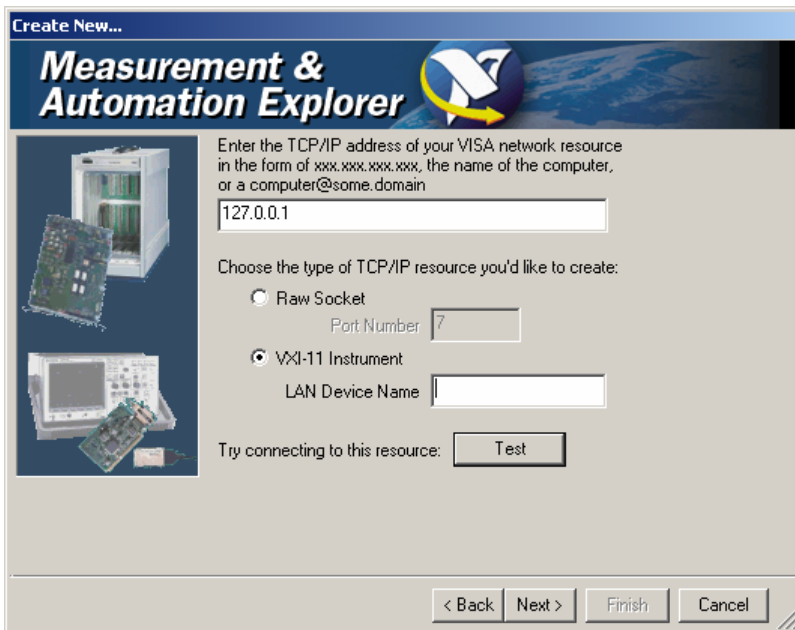 Create New...
Measurement &
Automation Explorer
Enter the TCP/IP address of your VISA network resource
in the form of xxx.xxx.xxx.xxx, the name of the computer,
or a computer@some.domain
127.0.0.1
Choose the type of TCP/IP resource you'd like to create:
Raw Socket
Port Number 7
VXI-11 Instrument
LAN Device Name
Try connecting to this resource: Test
< Back Next > Finish Cancel